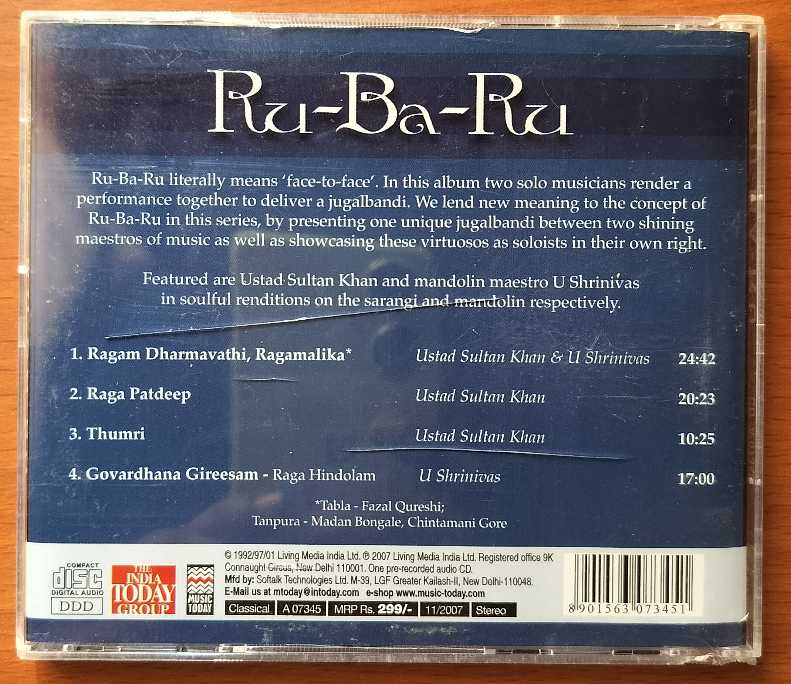 Ru-Ba-Ru
Ru-Ba-Ru literally means ‘face-to-face’. In this album two solo musicians render a
performance together to deliver a jugalbandi. We lend new meaning to the concept of
Ru-Ba-Ru in this series, by presenting one unique jugalbandi between two shining
maestros of music as well as showcasing these virtuosos as soloists in their own right.
Featured are Ustad Sultan Khan and mandolin maestro U Shrinivas
in soulful renditions on the sarangi and mandolin respectively.
1. Ragam Dharmavathi, Ragamalika* Ustad Sultan Khan & U Shrinivas 24:42
2. Raga Patdeep Ustad Sultan Khan 20:23
3. Thumri Ustad Sultan Khan 10:25
4. Govardhana Gireesam - Raga Hindolam U Shrinivas 17:00
*Tabla - Fazal Qureshi;
Tanpura - Madan Bongale, Chintamani Gore
COMPACT
disc
DIGITAL AUDIO
DDD
THE
INDIA
TODAY
GROUP
MUSIC
TODAY
© 1992/97/01 Living Media India Ltd. ℗ 2007 Living Media India Ltd. Registered office 9K
Connaught Circus, New Delhi 110001. One pre-recorded audio CD.
Mfd by: Softalk Technologies Ltd. M-39, LGF Greater Kailash-II, New Delhi-110048.
E-Mail us at mtoday@intoday.com e-shop www.music-today.com
Classical A 07345 MRP Rs. 299/- 11/2007 Stereo
8 901563 073451